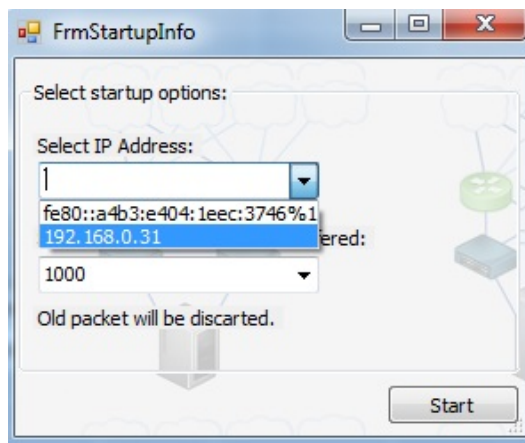 FrmStartupInfo
Select startup options:
Select IP Address:
fe80::a4b3:e404:1eec:3746%1
192.168.0.31
ered:
1000
Old packet will be discarted.
Start